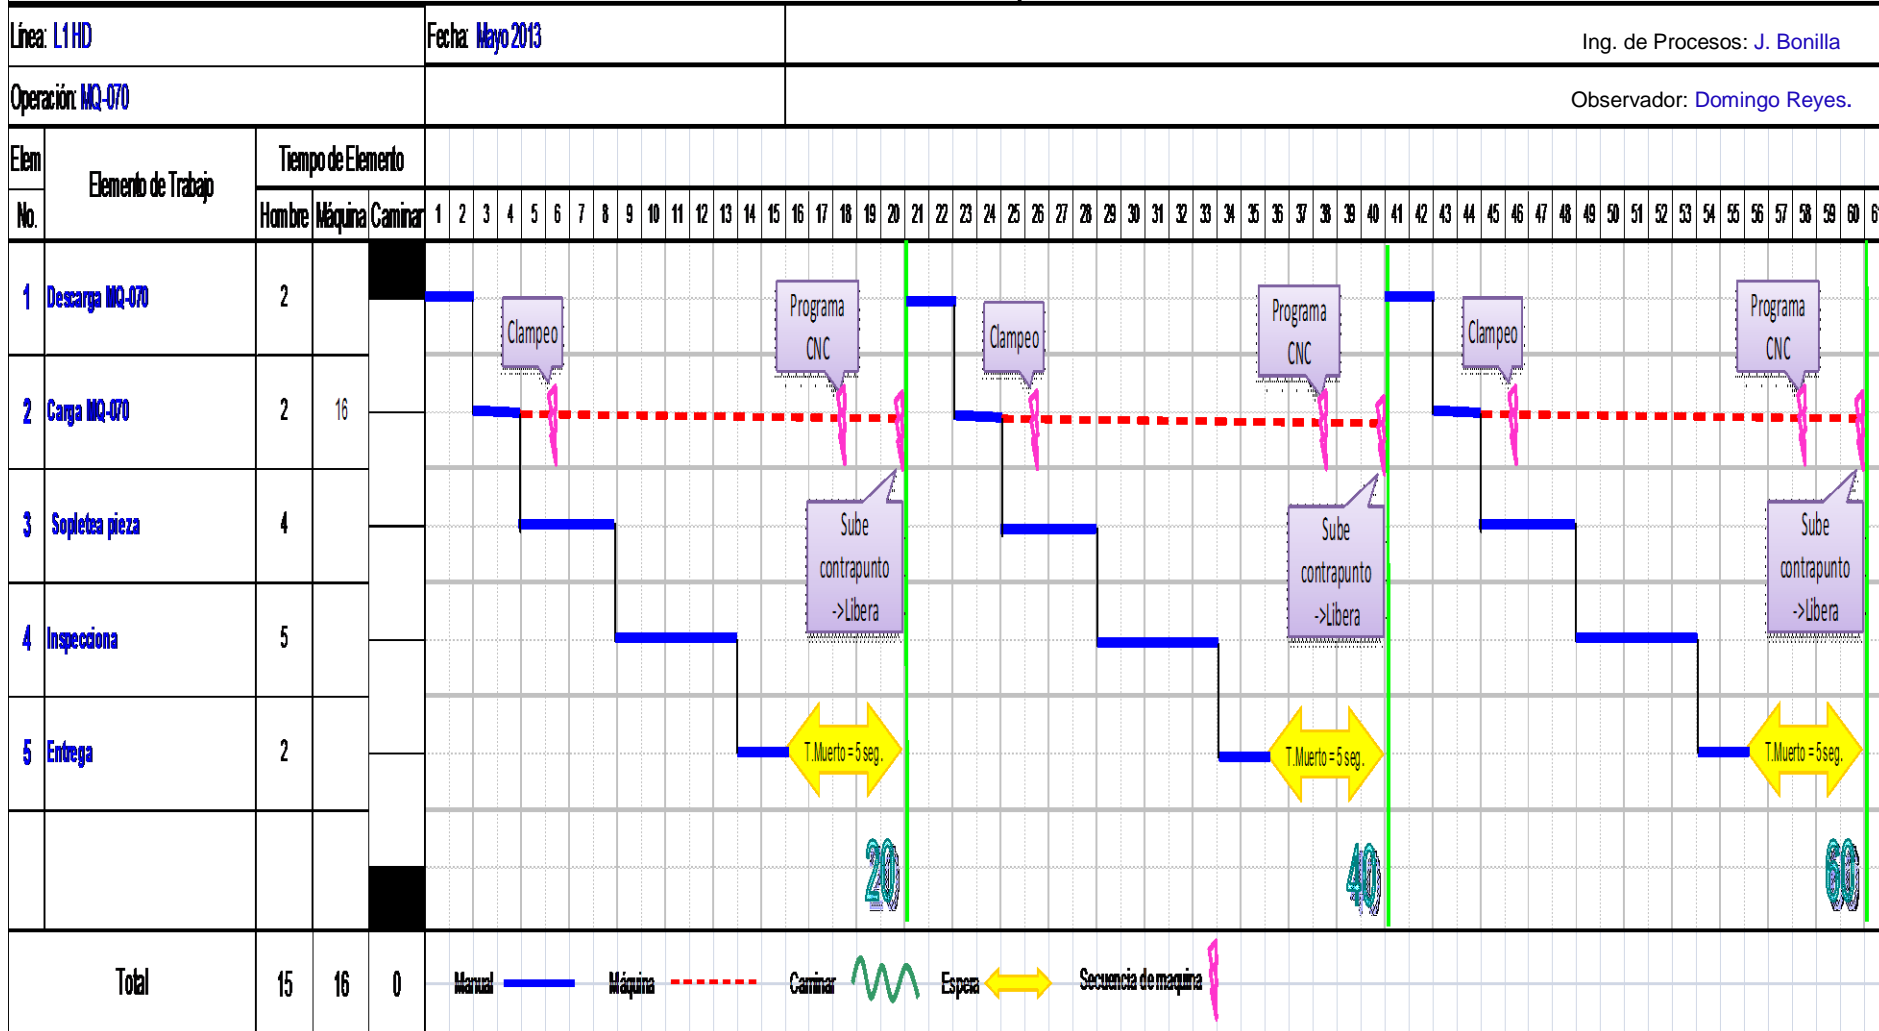 Línea: L1 HD
Fecha: Mayo 2013
Ing. de Procesos: J. Bonilla
Operación: MQ-070
Observador: Domingo Reyes.
Elem
No.
Elemento de Trabajo
Tiempo de Elemento
Hombre Máquina Caminar
1 2 3 4 5 6 7 8 9 10 11 12 13 14 15 16 17 18 19 20 21 22 23 24 25 26 27 28 29 30 31 32 33 34 35 36 37 38 39 40 41 42 43 44 45 46 47 48 49 50 51 52 53 54 55 56 57 58 59 60 61
1 Descarga MQ-070 2
Clampeo
Programa
CNC
Clampeo
Programa
CNC
Clampeo
Programa
CNC
2 Carga MQ-070 2 16
3 Sopletea pieza 4
Sube
contrapunto
->Libera
Sube
contrapunto
->Libera
Sube
contrapunto
->Libera
4 Inspecciona 5
5 Entrega 2
T.Muerto = 5 seg.
T.Muerto = 5 seg.
T.Muerto = 5 seg.
20
40
60
Total 15 16 0
Manual
Máquina
Caminar
Espera
Secuencia de maquina